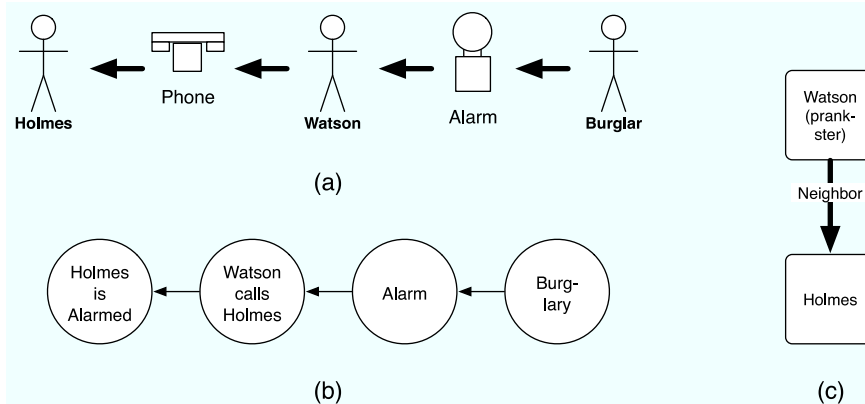 Phone
Holmes
Watson
Alarm
Burglar
(a)
Watson
(prank-
ster)
Neighbor
Holmes
(c)
Holmes
is
Alarmed
Watson
calls
Holmes
Alarm
Burg-
lary
(b)